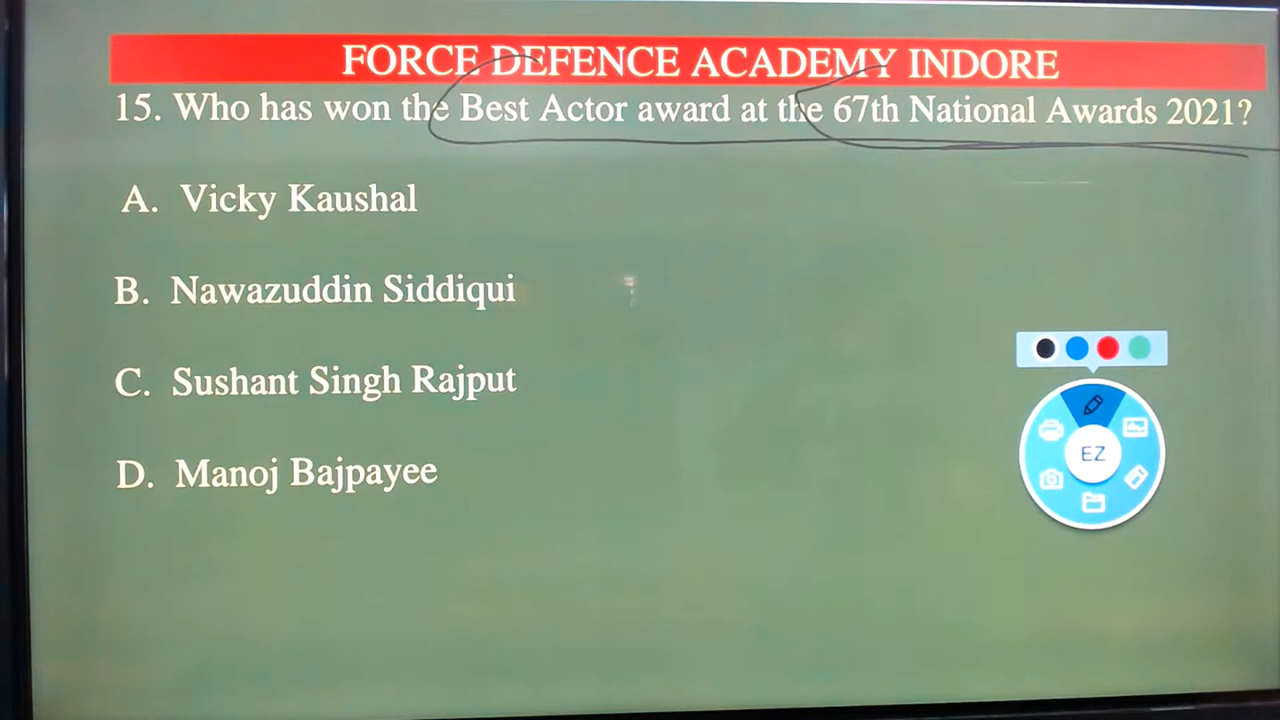 FORCE DEFENCE ACADEMY INDORE
15. Who has won the Best Actor award at the 67th National Awards 2021?
A. Vicky Kaushal
B. Nawazuddin Siddiqui
C. Sushant Singh Rajput
D. Manoj Bajpayee
EZ